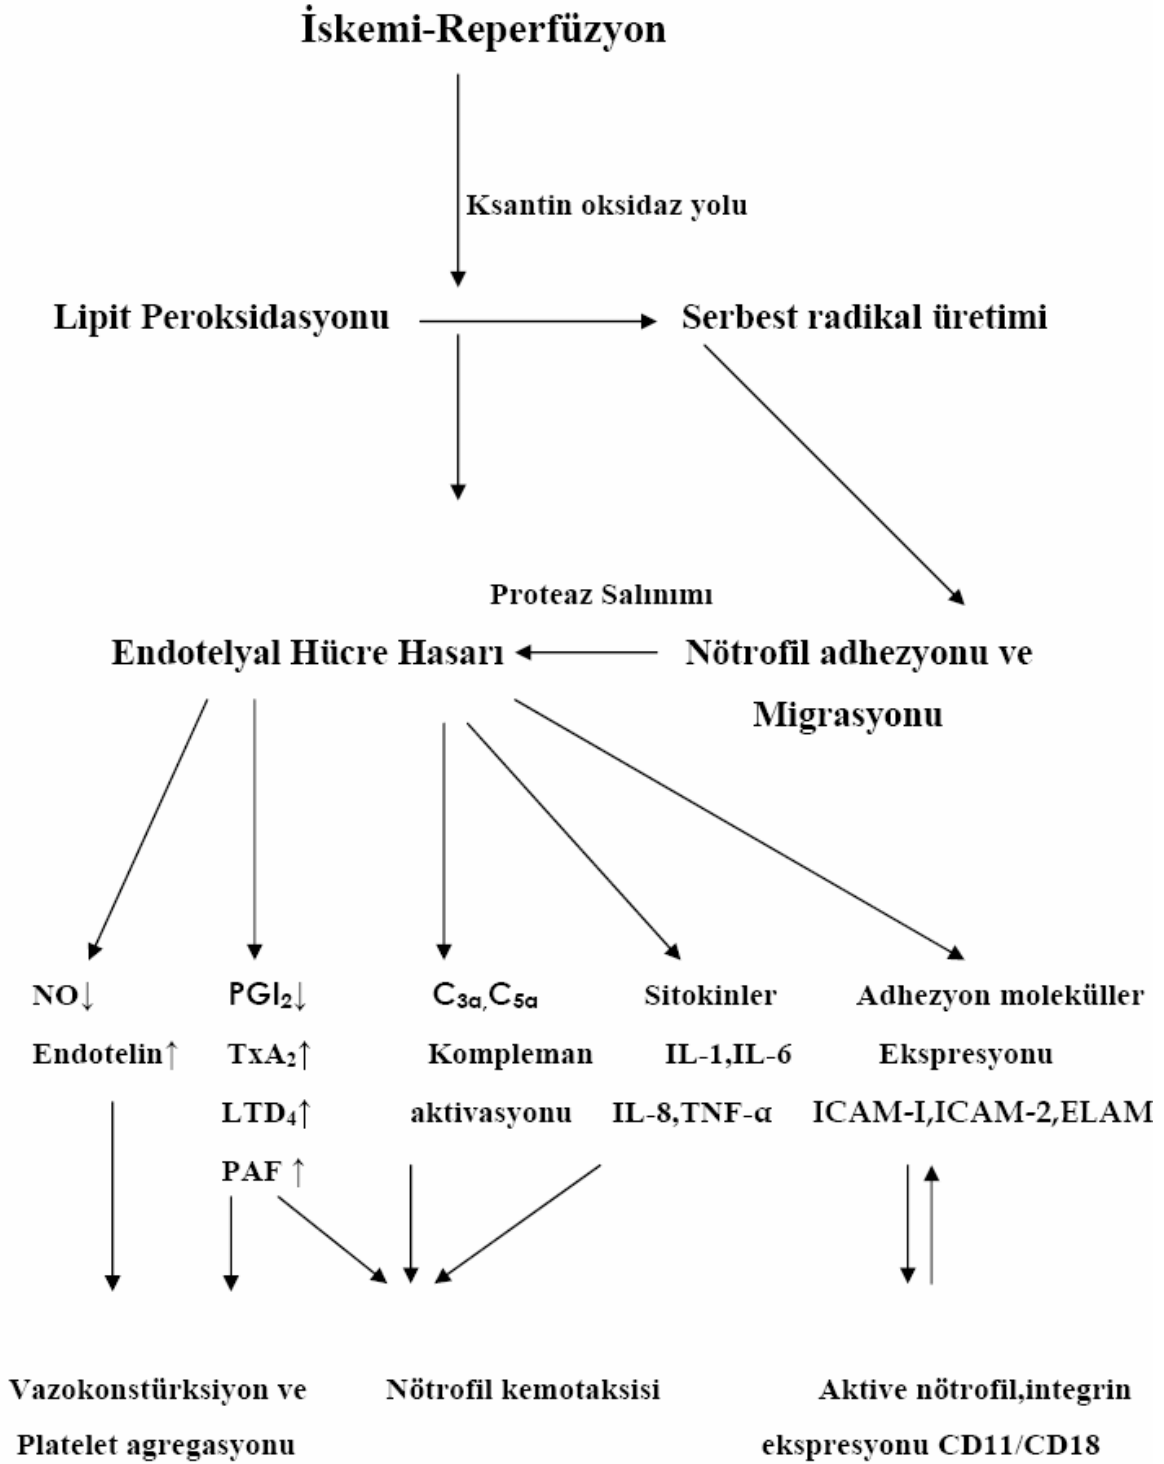 İskemi-Reperfüzyon
Ksantin oksidaz yolu
Lipit Peroksidasyonu
Serbest radikal üretimi
Proteaz Salınımı
Endotelyal Hücre Hasarı
Nötrofil adhezyonu ve
Migrasyonu
NO↓
Endotelin↑
PGI₂↓
TxA₂↑
LTD₄↑
PAF ↑
C₃ₐ,C₅ₐ
Kompleman
aktivasyonu
Sitokinler
IL-1,IL-6
IL-8,TNF-α
Adhezyon moleküller
Ekspresyonu
ICAM-I,ICAM-2,ELAM
Vazokonstürksiyon ve
Platelet agregasyonu
Nötrofil kemotaksisi
Aktive nötrofil,integrin
ekspresyonu CD11/CD18